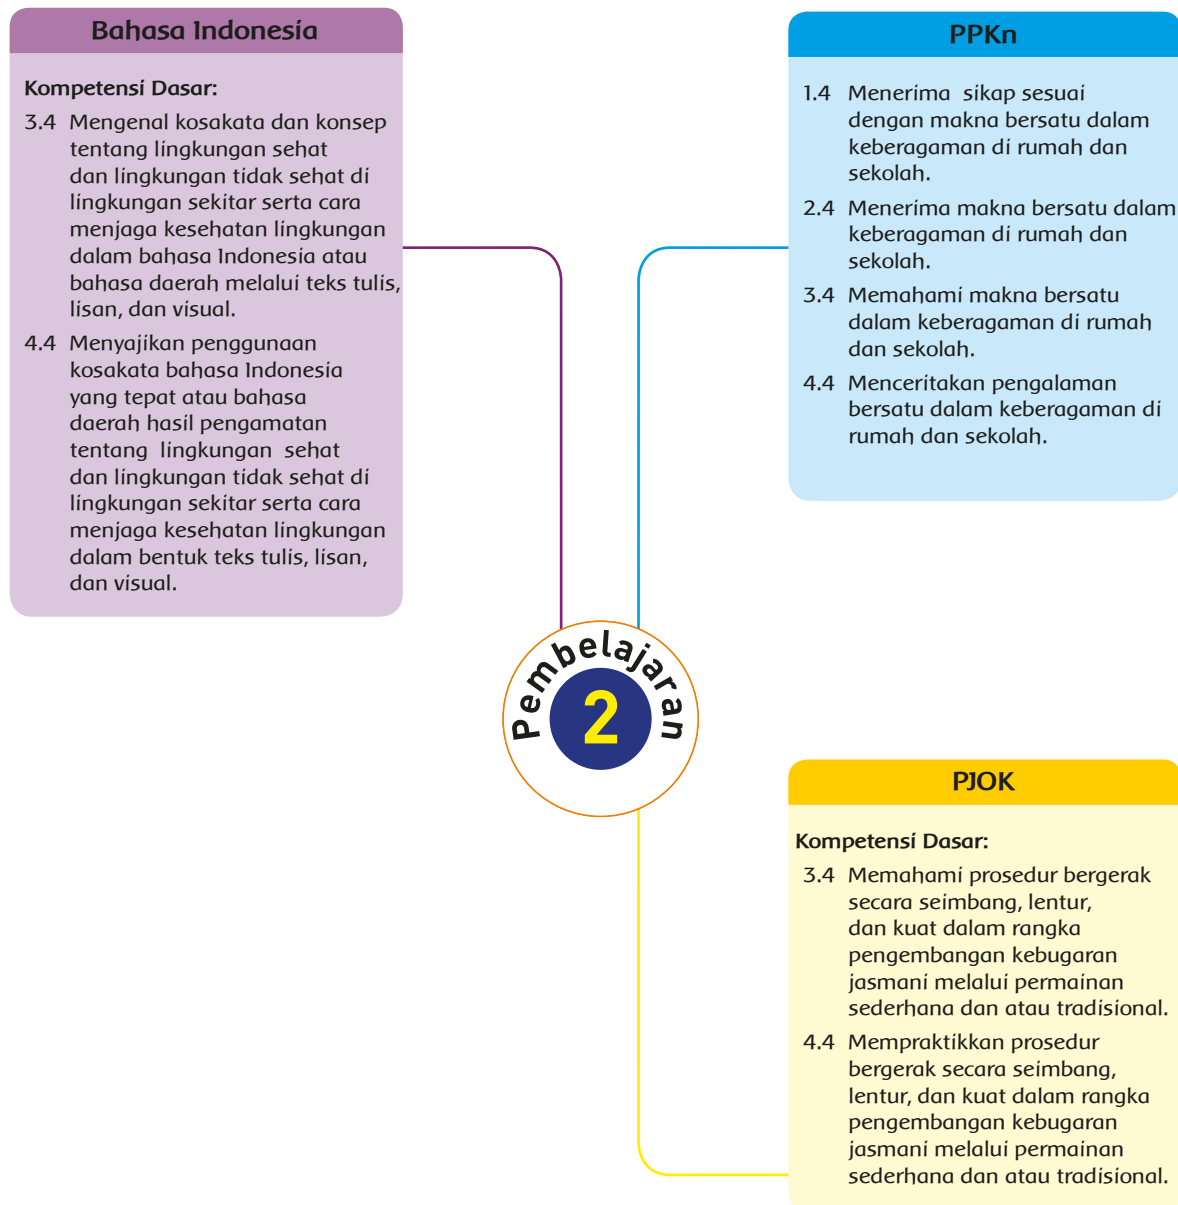 Bahasa Indonesia
Kompetensi Dasar:
3.4 Mengenal kosakata dan konsep
tentang lingkungan sehat
dan lingkungan tidak sehat di
lingkungan sekitar serta cara
menjaga kesehatan lingkungan
dalam bahasa Indonesia atau
bahasa daerah melalui teks tulis,
lisan, dan visual.
4.4 Menyajikan penggunaan
kosakata bahasa Indonesia
yang tepat atau bahasa
daerah hasil pengamatan
tentang lingkungan sehat
dan lingkungan tidak sehat di
lingkungan sekitar serta cara
menjaga kesehatan lingkungan
dalam bentuk teks tulis, lisan,
dan visual.
PPKn
1.4 Menerima sikap sesuai
dengan makna bersatu dalam
keberagaman di rumah dan
sekolah.
2.4 Menerima makna bersatu dalam
keberagaman di rumah dan
sekolah.
3.4 Memahami makna bersatu
dalam keberagaman di rumah
dan sekolah.
4.4 Menceritakan pengalaman
bersatu dalam keberagaman di
rumah dan sekolah.
Pembelajaran
2
PJOK
Kompetensi Dasar:
3.4 Memahami prosedur bergerak
secara seimbang, lentur,
dan kuat dalam rangka
pengembangan kebugaran
jasmani melalui permainan
sederhana dan atau tradisional.
4.4 Mempraktikkan prosedur
bergerak secara seimbang,
lentur, dan kuat dalam rangka
pengembangan kebugaran
jasmani melalui permainan
sederhana dan atau tradisional.